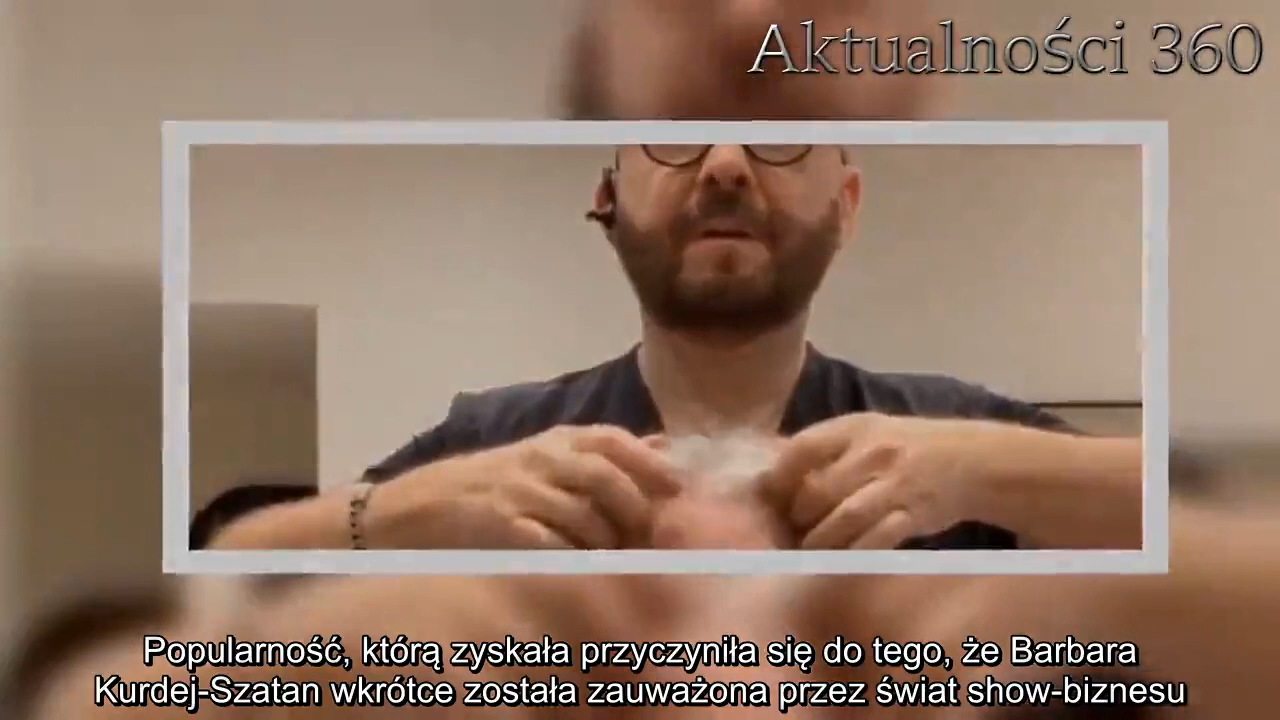 Aktualności 360
Popularność, którą zyskała przyczyniła się do tego, że Barbara
Kurdej-Szatan wkrótce została zauważona przez świat show-biznesu